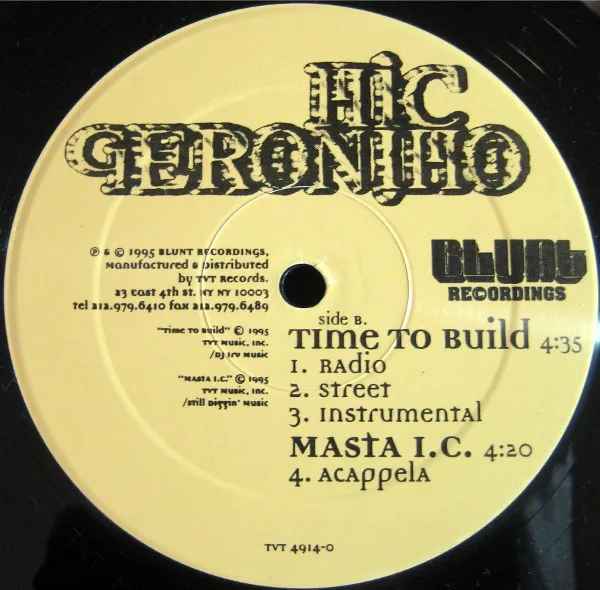 Mic
Geronimo
℗ & © 1995 Blunt Recordings,
Manufactured & Distributed
by TVT Records.
23 East 4th St. NY NY 10003
tel 212.979.6410 fax 212.979.6489
"Time to Build" © 1995
TVT Music, Inc.
/DJ Irv Music
"Masta I.C." © 1995
TVT Music, Inc.
/Still Diggin' Music
BLUNT
RECORDINGS
side B.
Time to Build 4:35
1. Radio
2. Street
3. Instrumental
Masta I.C. 4:20
4. Acappela
TVT 4914-0